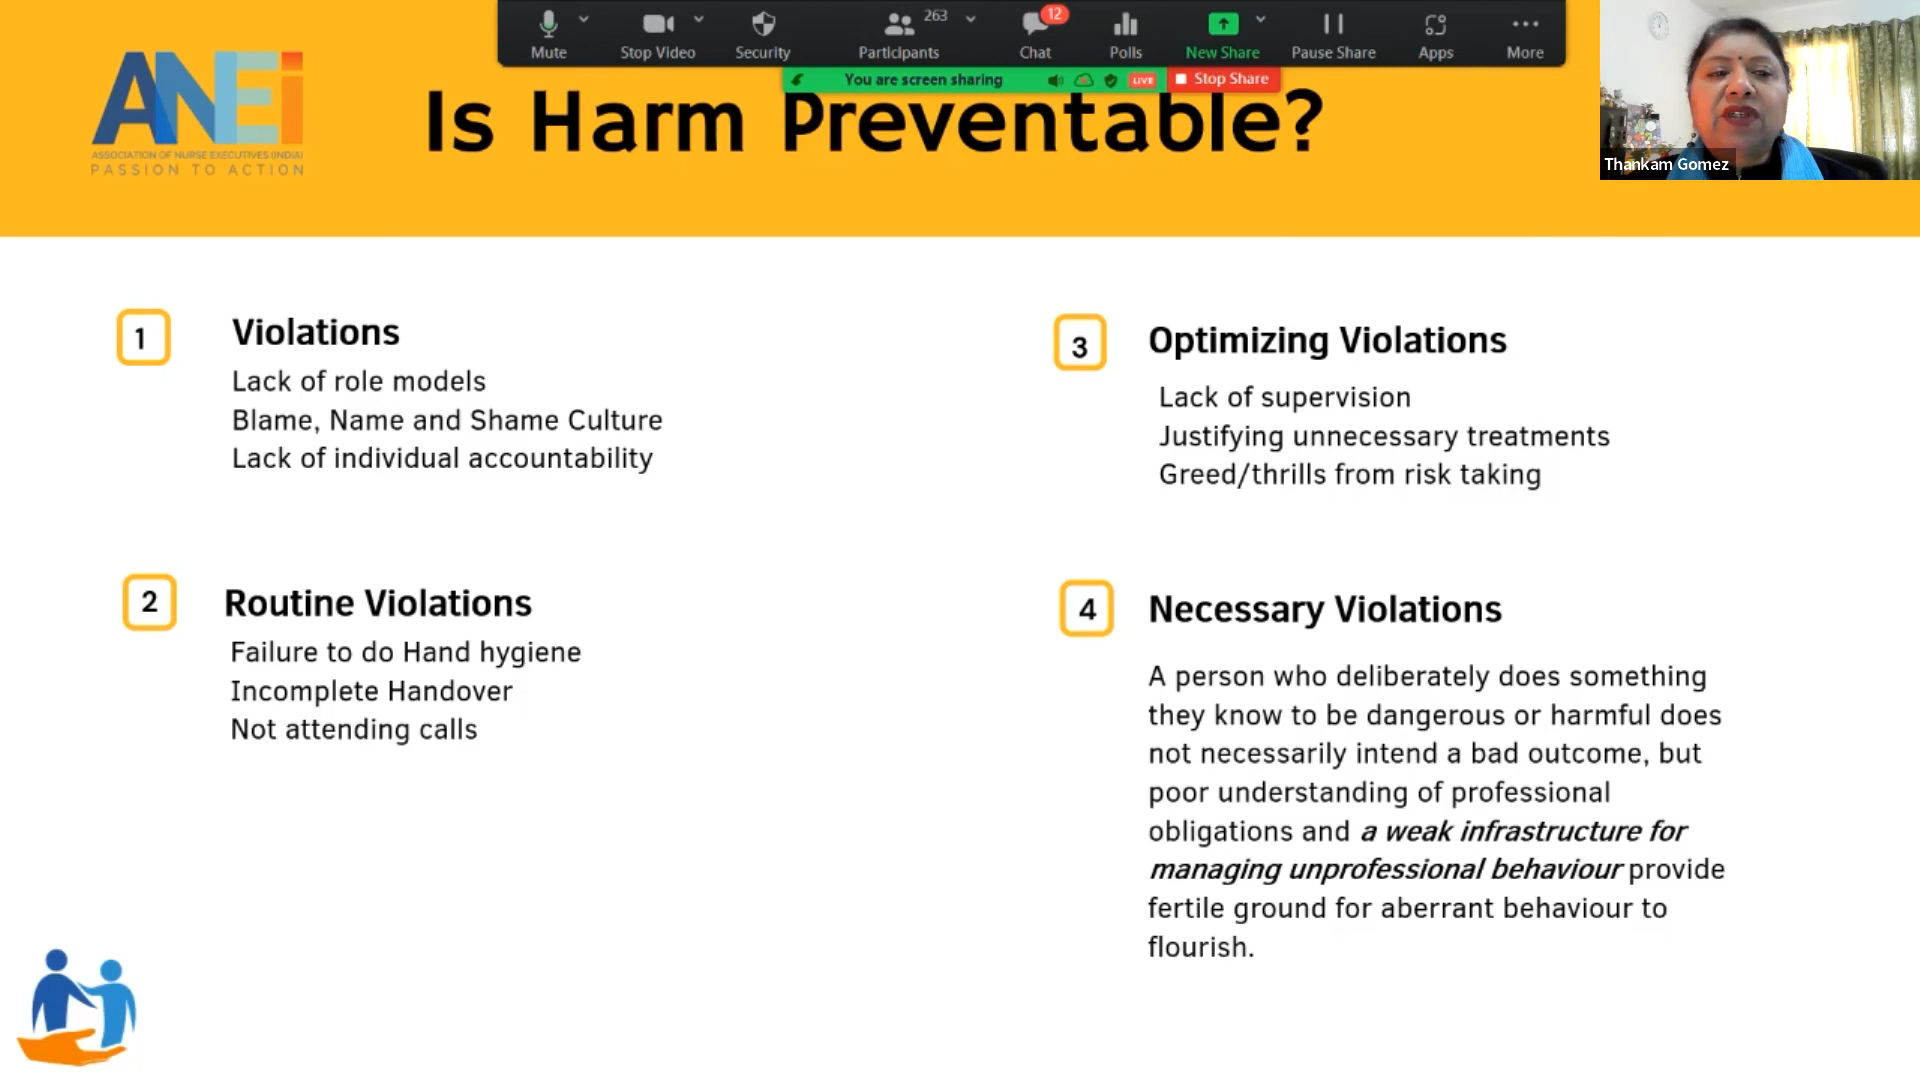 Mute
Stop Video
Security
263
Participants
12
Chat
Polls
New Share
Pause Share
Apps
More
You are screen sharing
LIVE
Stop Share
ANEi
ASSOCIATION OF NURSE EXECUTIVES (INDIA)
PASSION TO ACTION
Is Harm Preventable?
Thankam Gomez
1
Violations
Lack of role models
Blame, Name and Shame Culture
Lack of individual accountability
2
Routine Violations
Failure to do Hand hygiene
Incomplete Handover
Not attending calls
3
Optimizing Violations
Lack of supervision
Justifying unnecessary treatments
Greed/thrills from risk taking
4
Necessary Violations
A person who deliberately does something
they know to be dangerous or harmful does
not necessarily intend a bad outcome, but
poor understanding of professional
obligations and a weak infrastructure for
managing unprofessional behaviour provide
fertile ground for aberrant behaviour to
flourish.